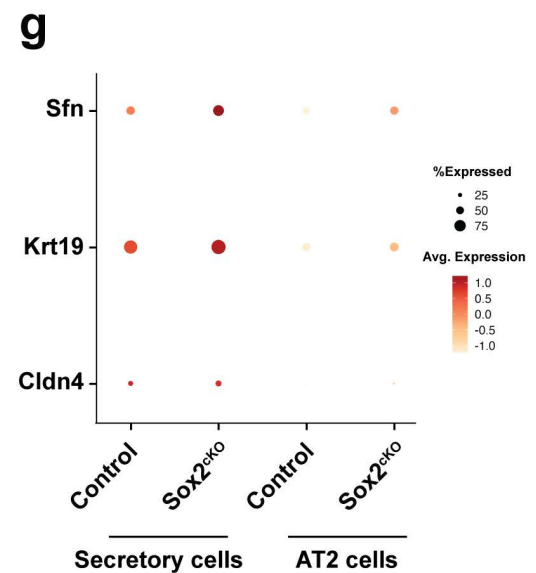 g
Sfn
Krt19
Cldn4
%Expressed
25
50
75
Avg. Expression
1.0
0.5
0.0
-0.5
-1.0
Control
Sox2cKO
Control
Sox2cKO
Secretory cells
AT2 cells